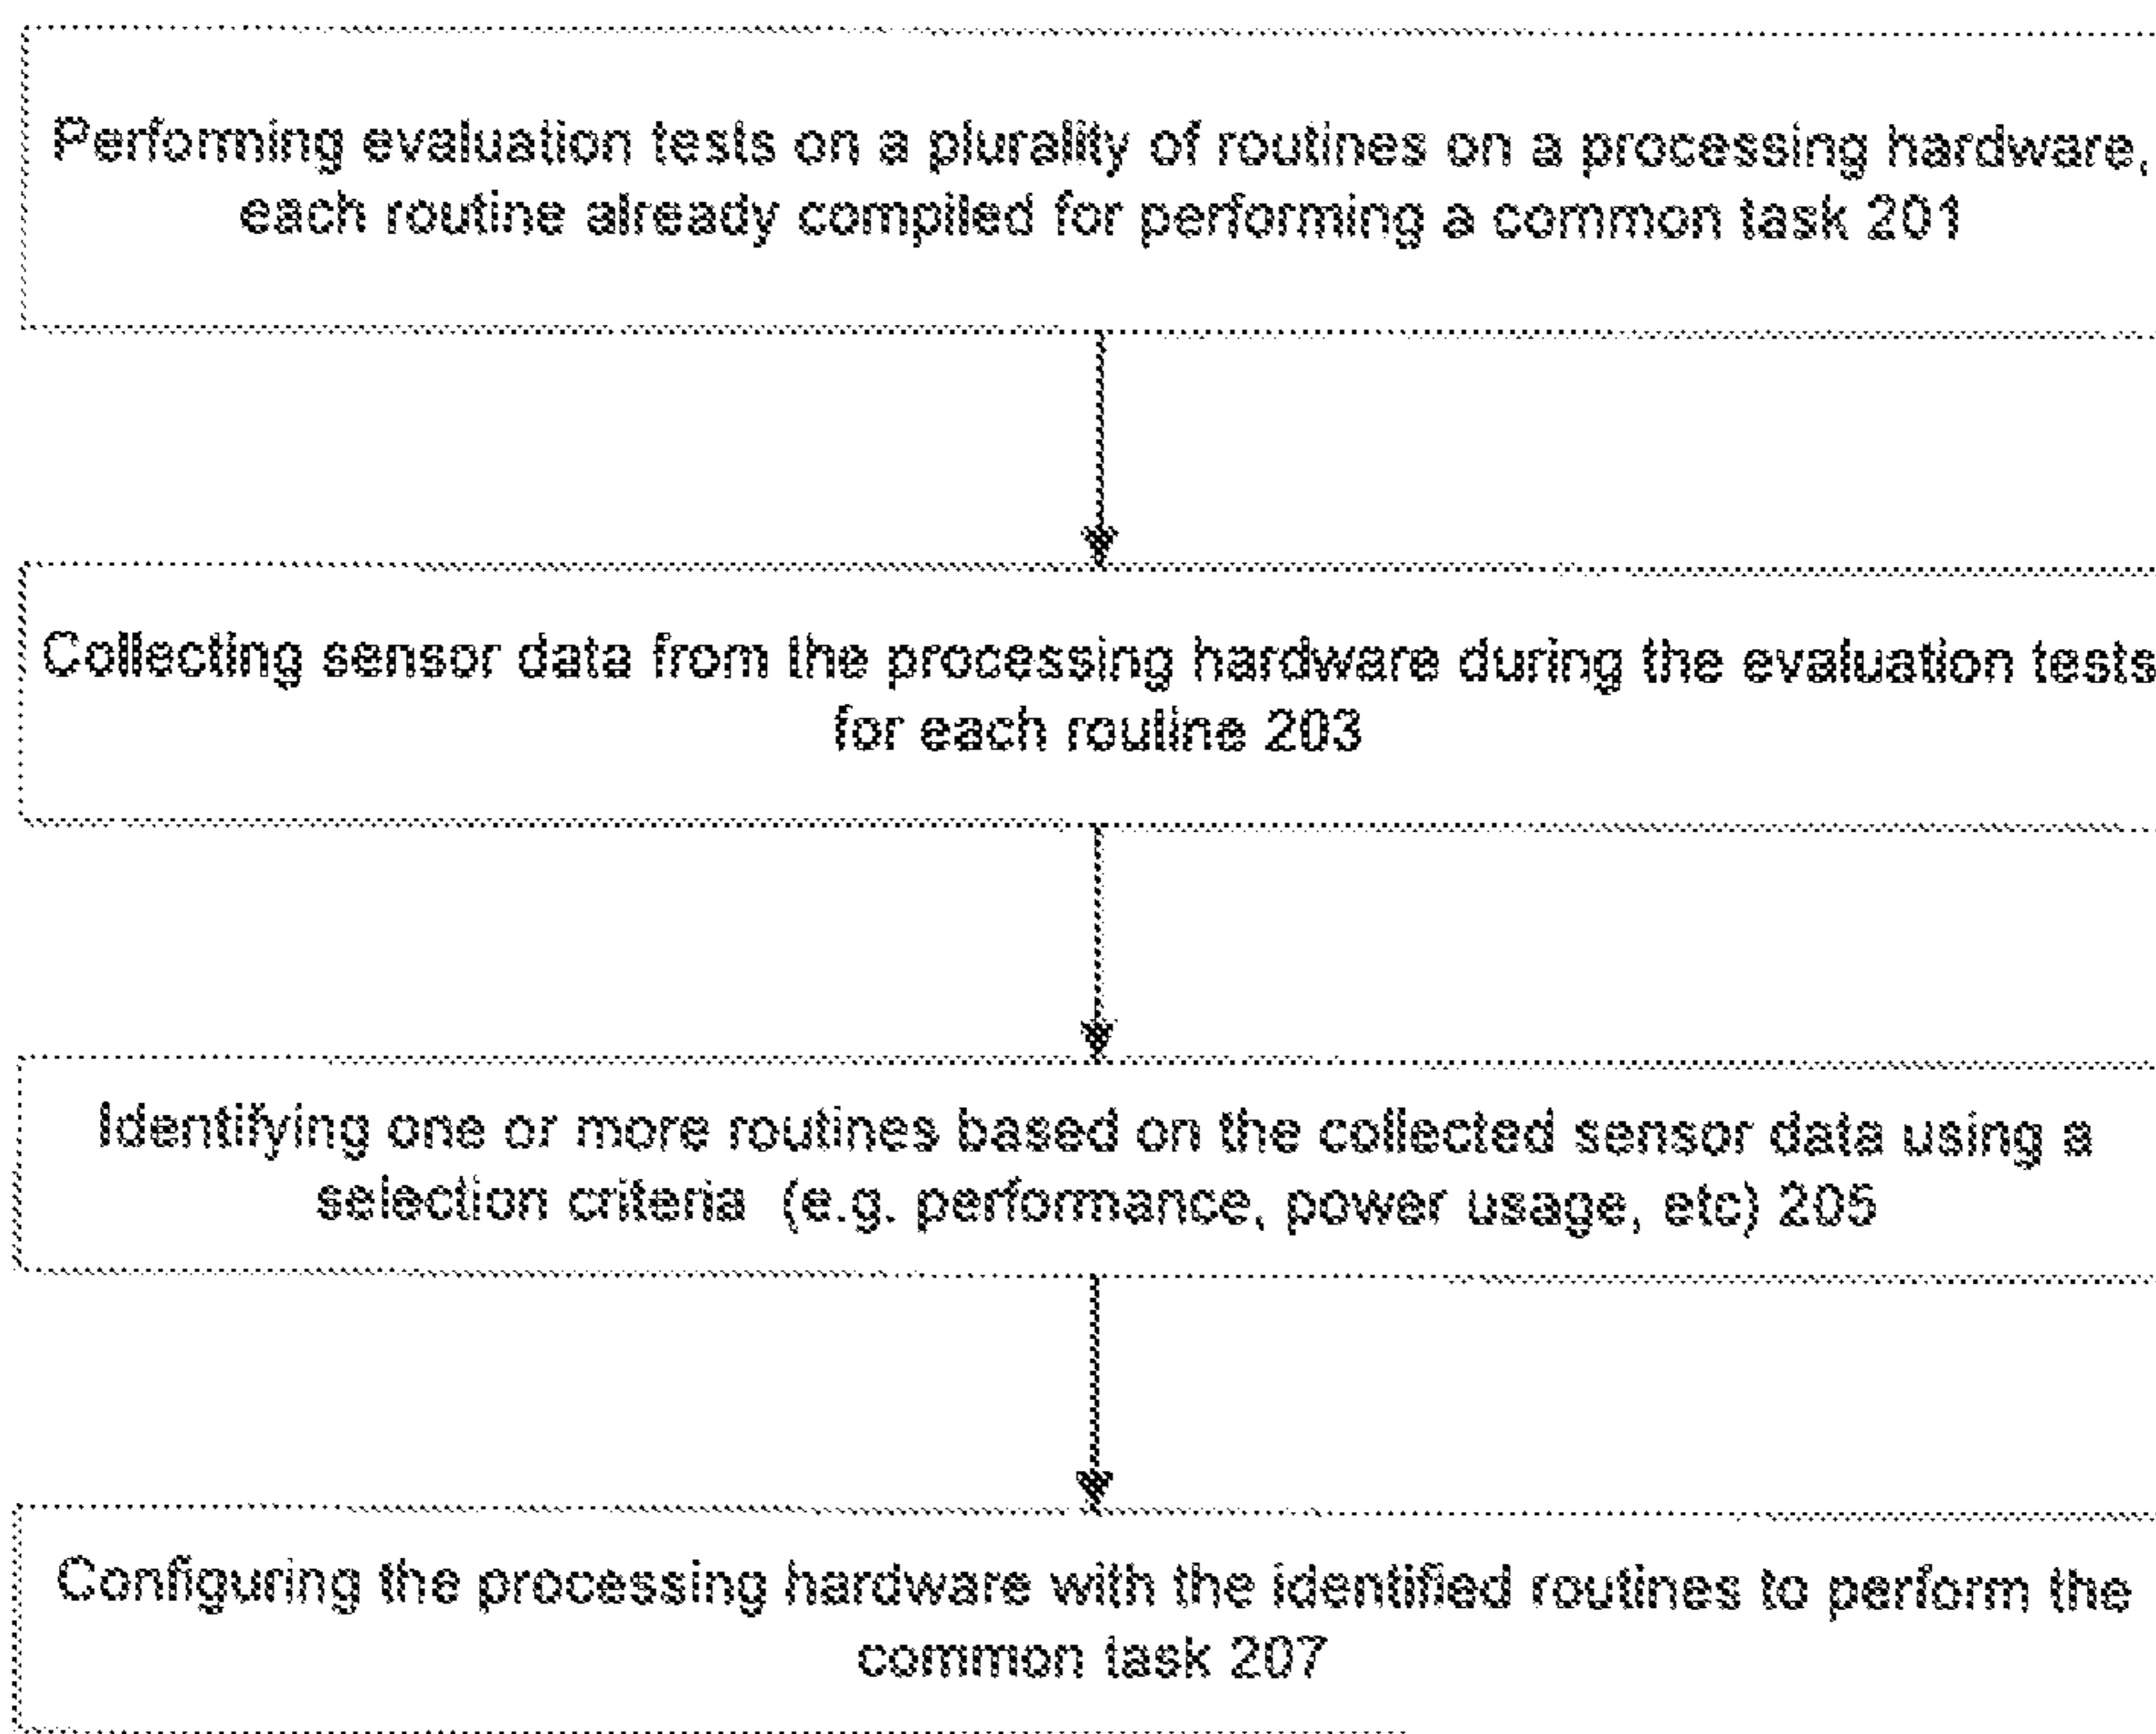 Performing evaluation tests on a plurality of routines on a processing hardware,
each routine already compiled for performing a common task 201
Collecting sensor data from the processing hardware during the evaluation tests
for each routine 203
Identifying one or more routines based on the collected sensor data using a
selection criteria (e.g. performance, power usage, etc) 205
Configuring the processing hardware with the identified routines to perform the
common task 207